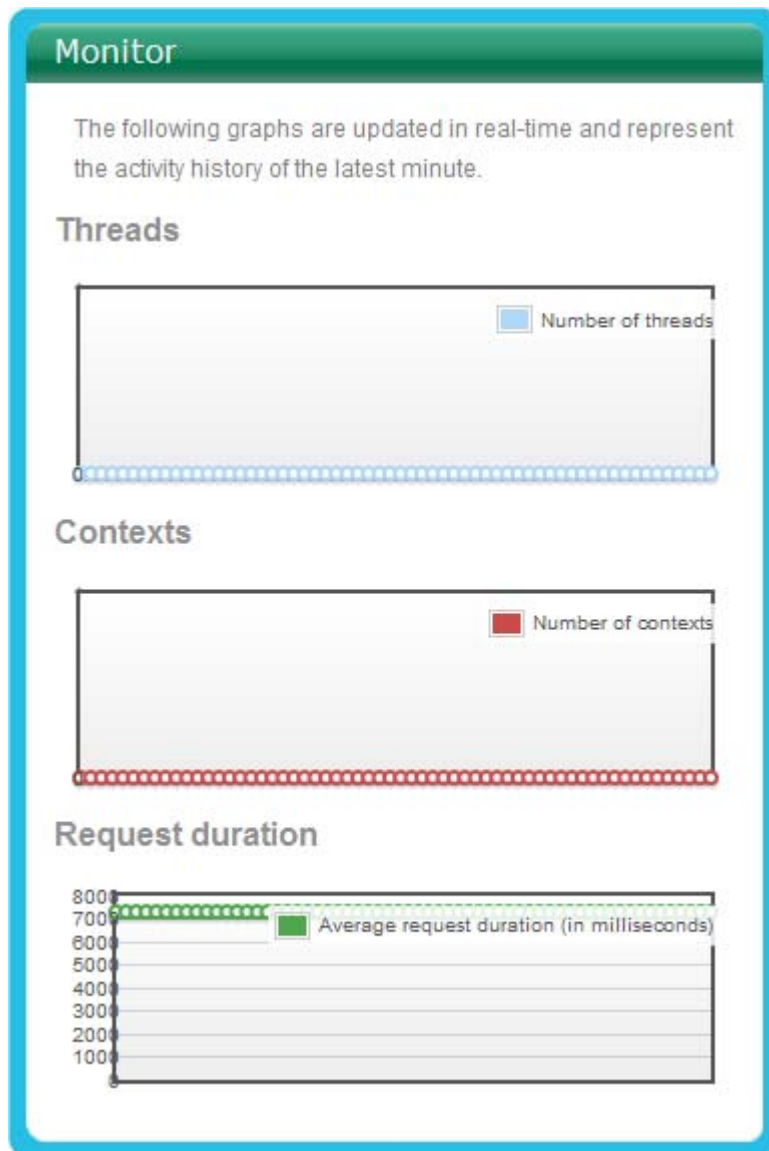 Monitor
The following graphs are updated in real-time and represent
the activity history of the latest minute.
Threads
Number of threads
0
Contexts
Number of contexts
0
Request duration
8000
7000
6000
5000
4000
3000
2000
1000
0
Average request duration (in milliseconds)